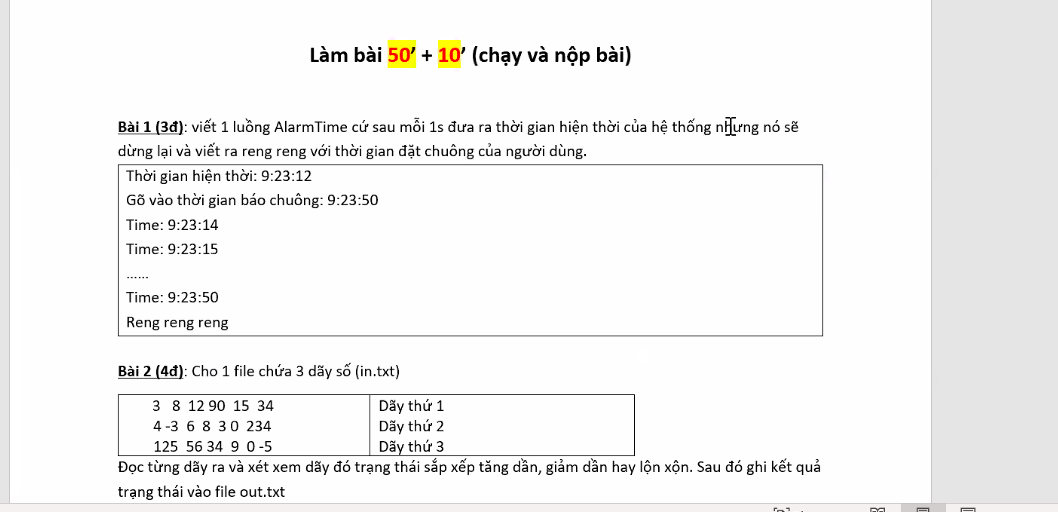 Làm bài 50’ + 10’ (chạy và nộp bài)
Bài 1 (3đ): viết 1 luồng AlarmTime cứ sau mỗi 1s đưa ra thời gian hiện thời của hệ thống nhưng nó sẽ
dừng lại và viết ra reng reng với thời gian đặt chuông của người dùng.
Thời gian hiện thời: 9:23:12
Gõ vào thời gian báo chuông: 9:23:50
Time: 9:23:14
Time: 9:23:15
......
Time: 9:23:50
Reng reng reng
Bài 2 (4đ): Cho 1 file chứa 3 dãy số (in.txt)
3 8 12 90 15 34 Dãy thứ 1
4 -3 6 8 3 0 234 Dãy thứ 2
125 56 34 9 0 -5 Dãy thứ 3
Đọc từng dãy ra và xét xem dãy đó trạng thái sắp xếp tăng dần, giảm dần hay lộn xộn. Sau đó ghi kết quả
trạng thái vào file out.txt